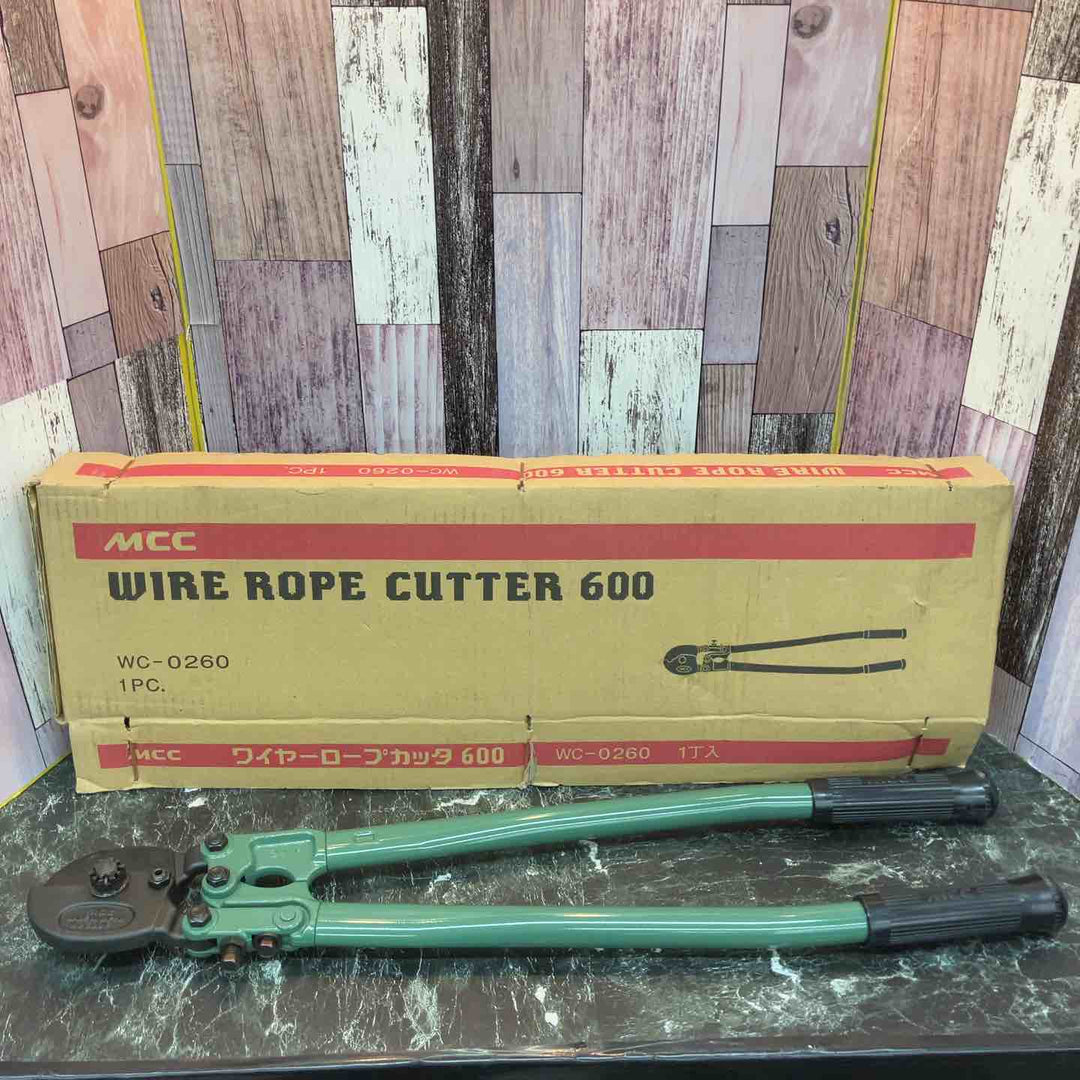 WC-0260 1PC.
WIRE ROPE CUTTER 600
MCC
MCC
WIRE ROPE CUTTER 600
WC-0260
1PC.
MCC ワイヤーロープカッタ 600 WC-0260 1丁入
MCC